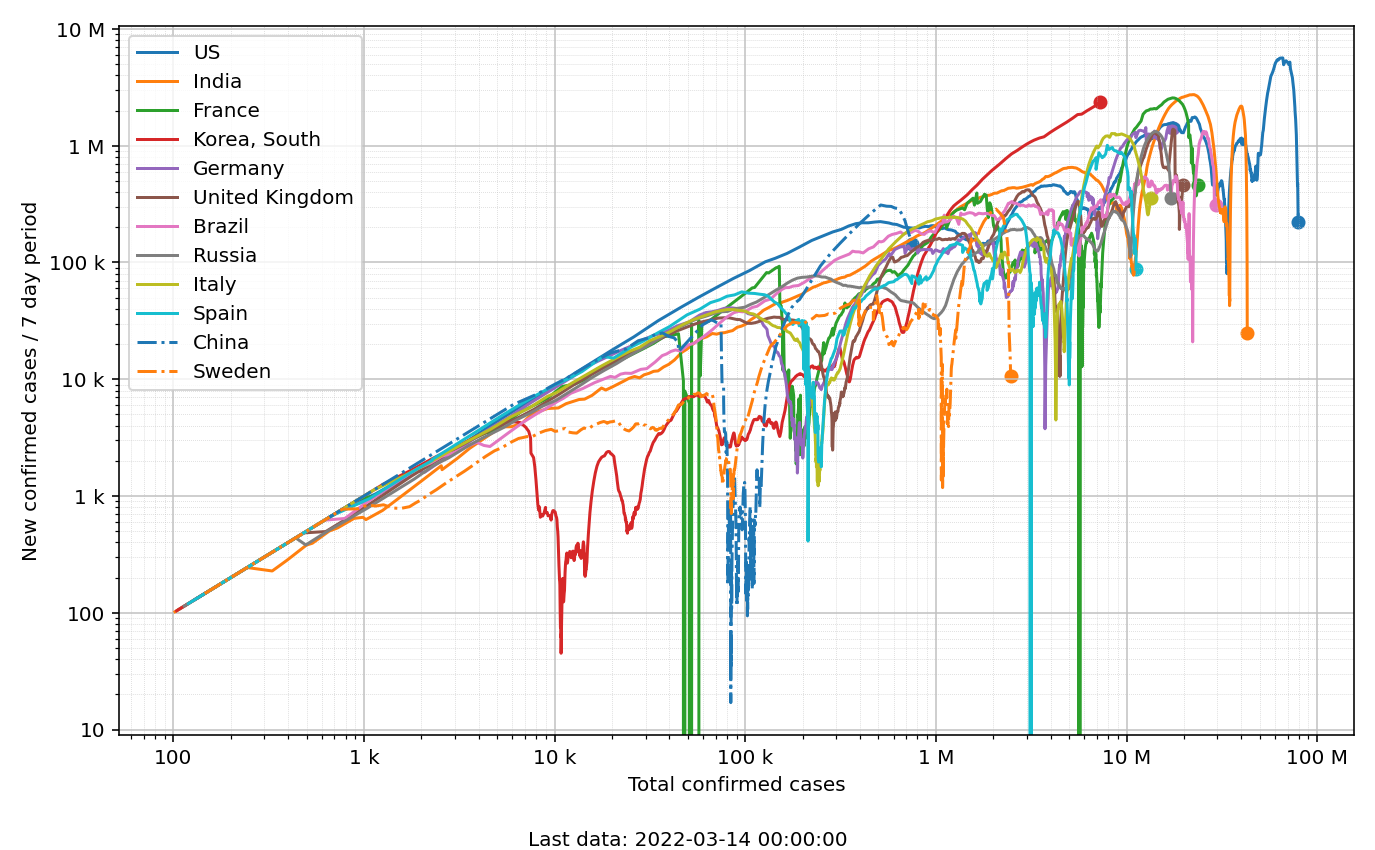 10 M
1 M
100 k
10 k
1 k
100
10
New confirmed cases / 7 day period
US
India
France
Korea, South
Germany
United Kingdom
Brazil
Russia
Italy
Spain
China
Sweden
100
1 k
10 k
100 k
1 M
10 M
100 M
Total confirmed cases
Last data: 2022-03-14 00:00:00